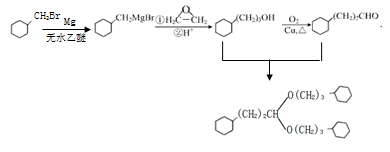 CH₂Br Mg 无水乙醚 CH₂MgBr ①H₂C—CH₂ O ②H⁺ (CH₂)₃OH O₂ Cu,△ (CH₂)₂CHO
O(CH₂)₃
(CH₂)₂CH
O(CH₂)₃